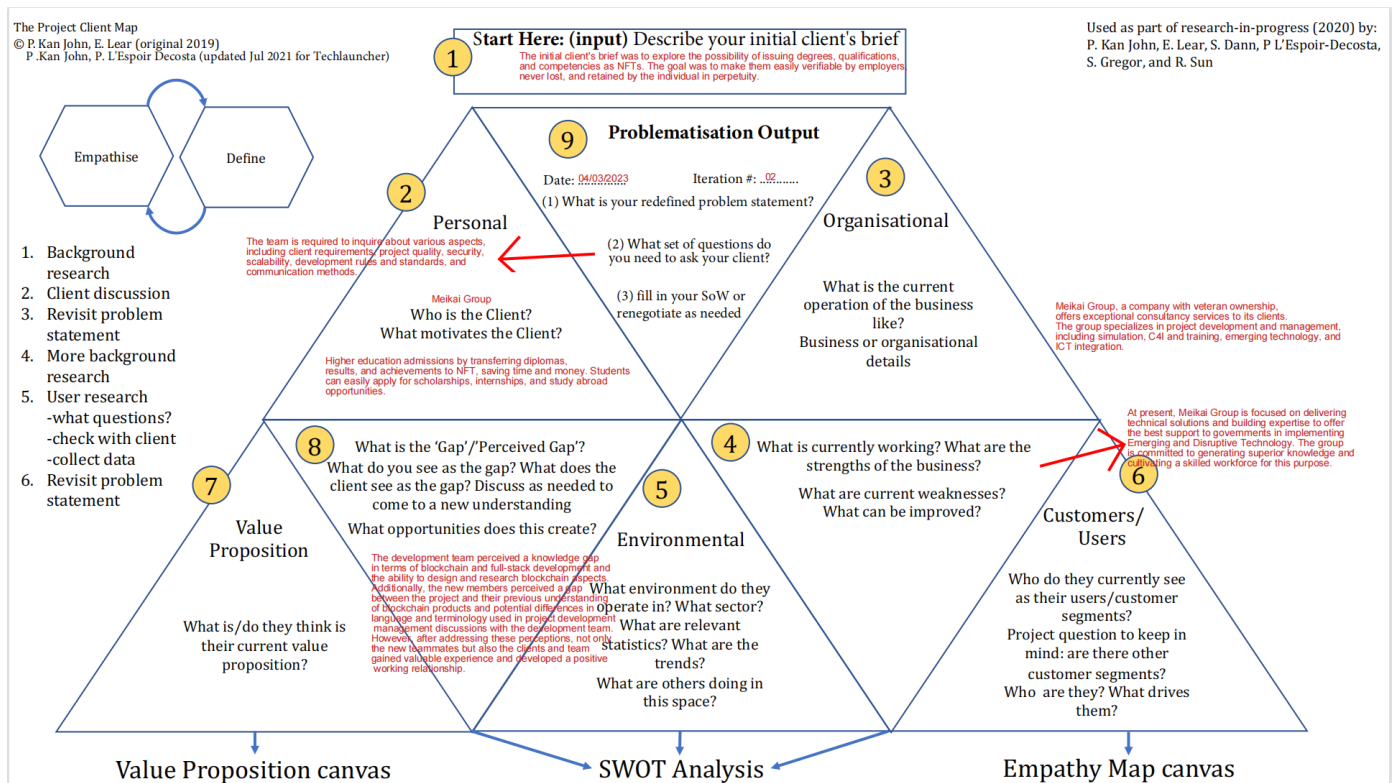 The Project Client Map
© P. Kan John, E. Lear (original 2019)
P .Kan John, P. L'Espoir Decosta (updated Jul 2021 for Techlauncher)
Used as part of research-in-progress (2020) by:
P. Kan John, E. Lear, S. Dann, P L'Espoir-Decosta,
S. Gregor, and R. Sun
1
Start Here: (input) Describe your initial client's brief
The initial client's brief was to explore the possibility of issuing degrees, qualifications,
and competencies as NFTs. The goal was to make them easily verifiable by employers,
never lost, and retained by the individual in perpetuity.
Empathise
Define
1. Background
research
2. Client discussion
3. Revisit problem
statement
4. More background
research
5. User research
-what questions?
-check with client
-collect data
6. Revisit problem
statement
9
Problematisation Output
Date: 04/03/2023
Iteration #: ..02..........
(1) What is your redefined problem statement?
(2) What set of questions do
you need to ask your client?
(3) fill in your SoW or
renegotiate as needed
2
Personal
The team is required to inquire about various aspects,
including client requirements, project quality, security,
scalability, development rules and standards, and
communication methods.
Meikai Group
Who is the Client?
What motivates the Client?
Higher education admissions by transferring diplomas,
results, and achievements to NFT, saving time and money. Students
can easily apply for scholarships, internships, and study abroad
opportunities.
3
Organisational
What is the current
operation of the business
like?
Business or organisational
details
Meikai Group, a company with veteran ownership,
offers exceptional consultancy services to its clients.
The group specializes in project development and management,
including simulation, C4I and training, emerging technology, and
ICT integration.
7
Value
Proposition
What is/do they think is
their current value
proposition?
8
What is the 'Gap'/'Perceived Gap'?
What do you see as the gap? What does the
client see as the gap? Discuss as needed to
come to a new understanding
What opportunities does this create?
The development team perceived a knowledge gap
in terms of blockchain and full-stack development and
the ability to design and research blockchain aspects.
Additionally, the new members perceived a gap
between the project and their previous understanding
of blockchain products and potential differences in
language and terminology used in project development
management discussions with the development team.
However, after addressing these perceptions, not only
the new teammates but also the clients and team
gained valuable experience and developed a positive
working relationship.
5
Environmental
What environment do they
operate in? What sector?
What are relevant
statistics? What are the
trends?
What are others doing in
this space?
4
What is currently working? What are the
strengths of the business?
What are current weaknesses?
What can be improved?
At present, Meikai Group is focused on delivering
technical solutions and building expertise to offer
the best support to governments in implementing
Emerging and Disruptive Technology. The group
is committed to generating superior knowledge and
cultivating a skilled workforce for this purpose.
6
Customers/
Users
Who do they currently see
as their users/customer
segments?
Project question to keep in
mind: are there other
customer segments?
Who are they? What drives
them?
Value Proposition canvas
SWOT Analysis
Empathy Map canvas